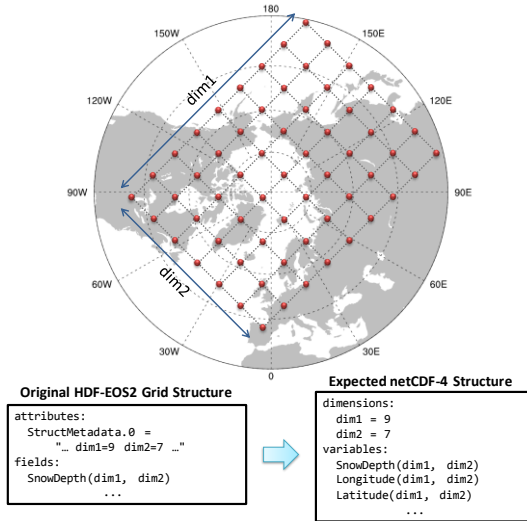 180
150W
150E
dim1
120W
120E
90W
90E
dim2
60W
60E
30W
30E
0
Original HDF-EOS2 Grid Structure
attributes:
StructMetadata.0 =
"… dim1=9 dim2=7 …"
fields:
SnowDepth(dim1, dim2)
...
Expected netCDF-4 Structure
dimensions:
dim1 = 9
dim2 = 7
variables:
SnowDepth(dim1, dim2)
Longitude(dim1, dim2)
Latitude(dim1, dim2)
...